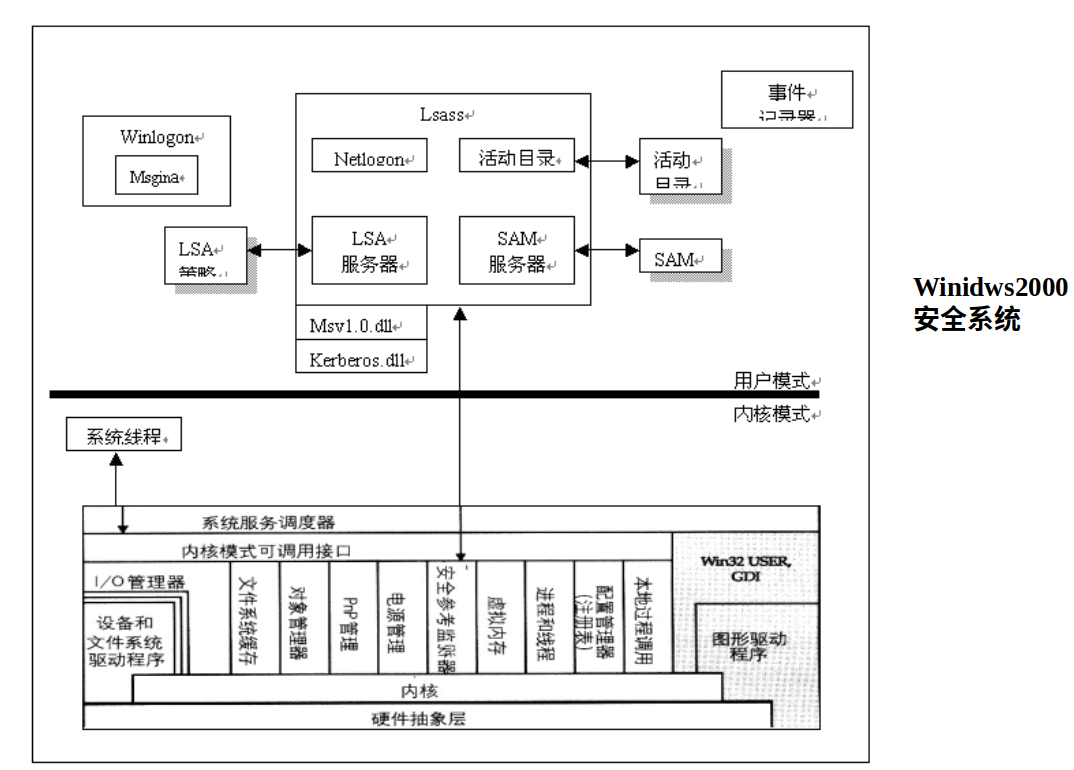 事件
记录器
Lsass
Winlogon
Msgina
Netlogon
活动目录
活动
目录
LSA
策略
LSA
服务器
SAM
服务器
SAM
Winidws2000
安全系统
Msv1.0.dll
Kerberos.dll
用户模式
内核模式
系统线程
系统服务调度器
内核模式可调用接口
I/O管理器
设备和
文件系统
驱动程序
文件系统缓存
对象管理器
PnP管理
电源管理
安全参考监视器
虚拟内存
进程和线程
配置管理器
(注册表)
本地过程调用
Win32 USER,
GDI
图形驱动
程序
内核
硬件抽象层